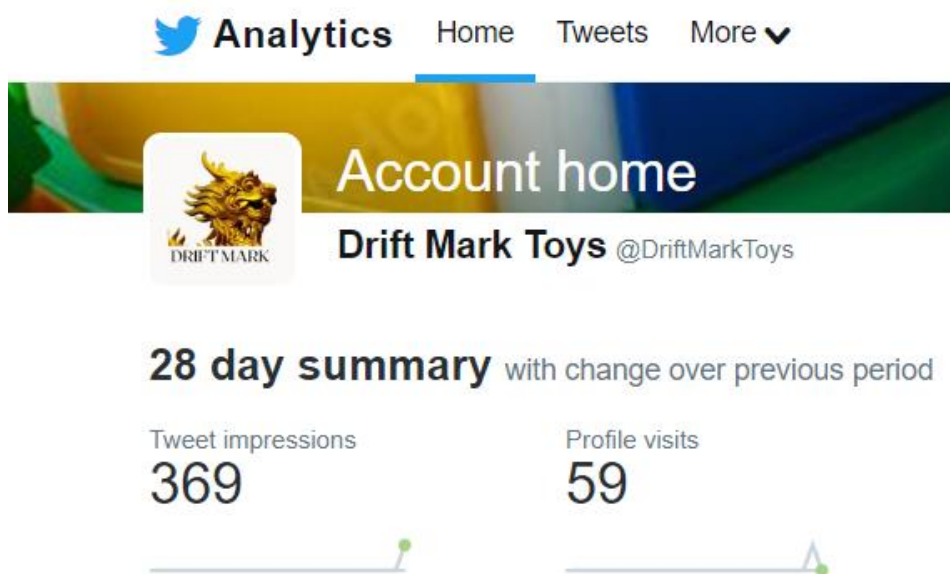 Analytics Home Tweets More
Account home
DRIFT MARK
Drift Mark Toys @DriftMarkToys
28 day summary with change over previous period
Tweet impressions Profile visits
369 59